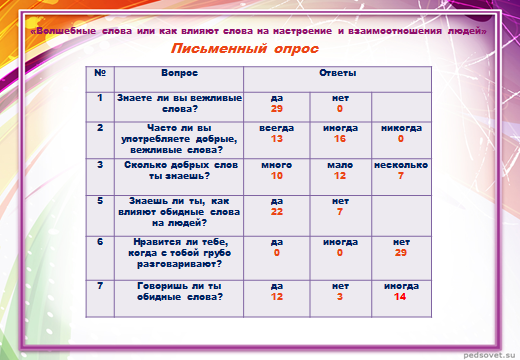 «Волшебные слова или как влияют слова на настроение и взаимоотношения людей»
Письменный опрос
№ Вопрос Ответы
1 Знаете ли вы вежливые да нет
слова? 29 0
2 Часто ли вы всегда иногда никогда
употребляете добрые, 13 16 0
вежливые слова?
3 Сколько добрых слов много мало несколько
ты знаешь? 10 12 7
5 Знаешь ли ты, как да нет
влияют обидные слова 22 7
на людей?
6 Нравится ли тебе, да иногда нет
когда с тобой грубо 0 0 29
разговаривают?
7 Говоришь ли ты да нет иногда
обидные слова? 12 3 14
pedsovet.su